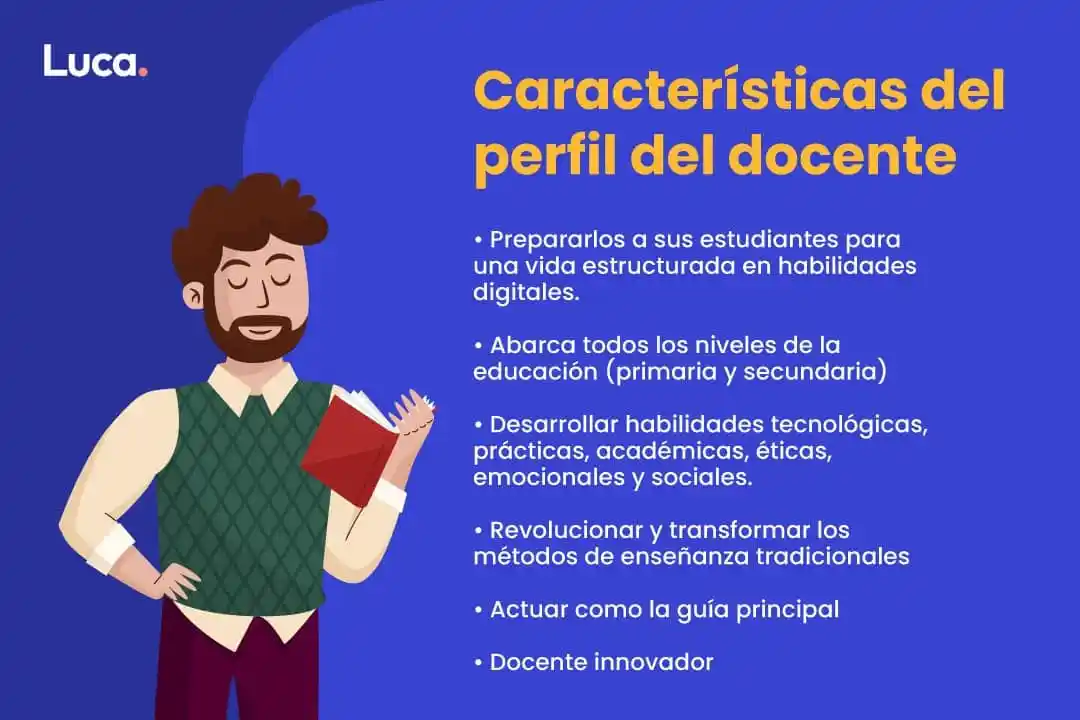 Luca.
Características del
perfil del docente
• Prepararlos a sus estudiantes para
una vida estructurada en habilidades
digitales.
• Abarca todos los niveles de la
educación (primaria y secundaria)
• Desarrollar habilidades tecnológicas,
prácticas, académicas, éticas,
emocionales y sociales.
• Revolucionar y transformar los
métodos de enseñanza tradicionales
• Actuar como la guía principal
• Docente innovador